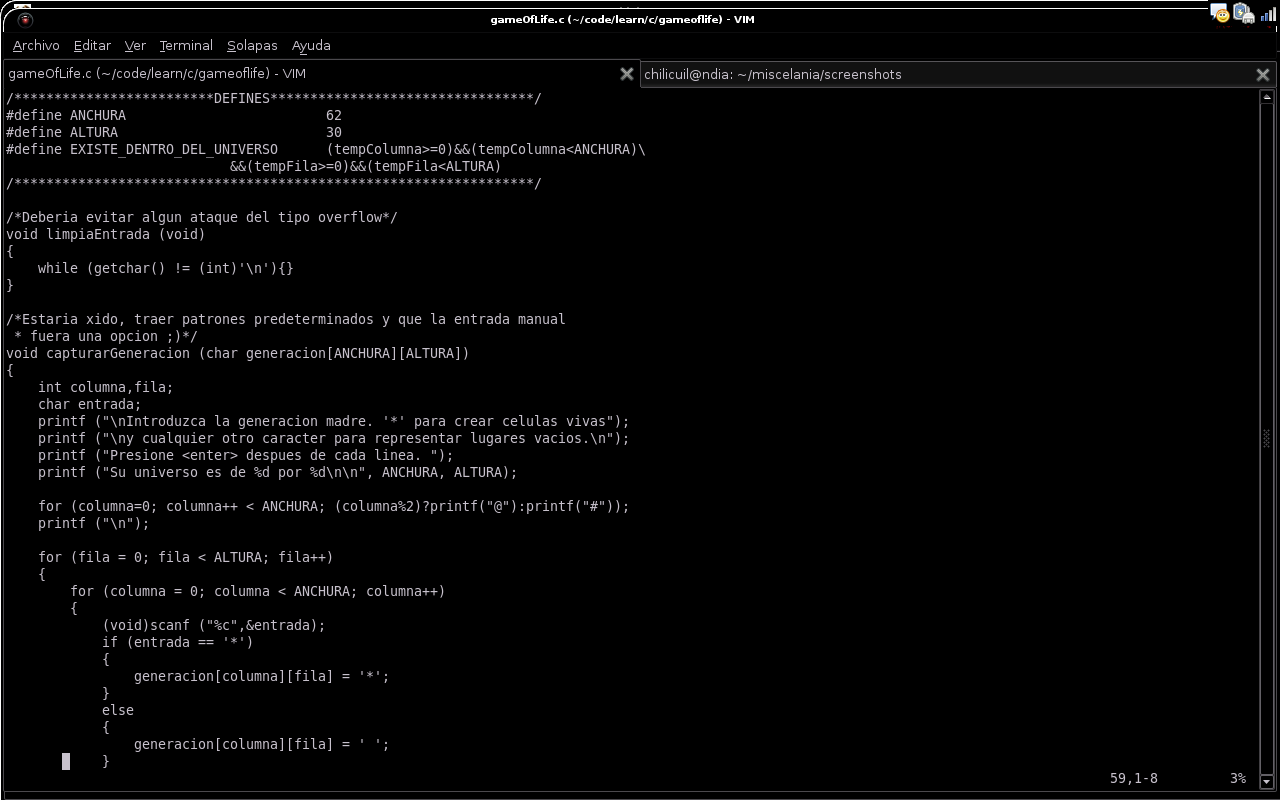 gameOfLife.c (~/code/learn/c/gameoflife) - VIM
Archivo Editar Ver Terminal Solapas Ayuda
gameOfLife.c (~/code/learn/c/gameoflife) - VIM chilicuil@ndia: ~/miscelania/screenshots
/*************************DEFINES*********************************/
#define ANCHURA                         62
#define ALTURA                          30
#define EXISTE_DENTRO_DEL_UNIVERSO      (tempColumna>=0)&&(tempColumna<ANCHURA)\
                            &&(tempFila>=0)&&(tempFila<ALTURA)
/*****************************************************************/
/*Deberia evitar algun ataque del tipo overflow*/
void limpiaEntrada (void)
{
    while (getchar() != (int)'\n'){}
}
/*Estaria xido, traer patrones predeterminados y que la entrada manual
 * fuera una opcion ;)*/
void capturarGeneracion (char generacion[ANCHURA][ALTURA])
{
    int columna,fila;
    char entrada;
    printf ("\nIntroduzca la generacion madre. '*' para crear celulas vivas");
    printf ("\ny cualquier otro caracter para representar lugares vacios.\n");
    printf ("Presione <enter> despues de cada linea. ");
    printf ("Su universo es de %d por %d\n\n", ANCHURA, ALTURA);
    for (columna=0; columna++ < ANCHURA; (columna%2)?printf("@"):printf("#"));
    printf ("\n");
    for (fila = 0; fila < ALTURA; fila++)
    {
        for (columna = 0; columna < ANCHURA; columna++)
        {
            (void)scanf ("%c",&entrada);
            if (entrada == '*')
            {
                generacion[columna][fila] = '*';
            }
            else
            {
                generacion[columna][fila] = ' ';
            }
59,1-8 3%